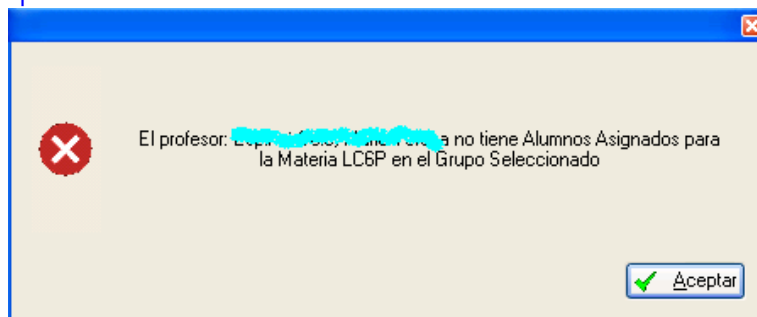 El profesor: no tiene Alumnos Asignados para
la Materia LC6P en el Grupo Seleccionado
Aceptar